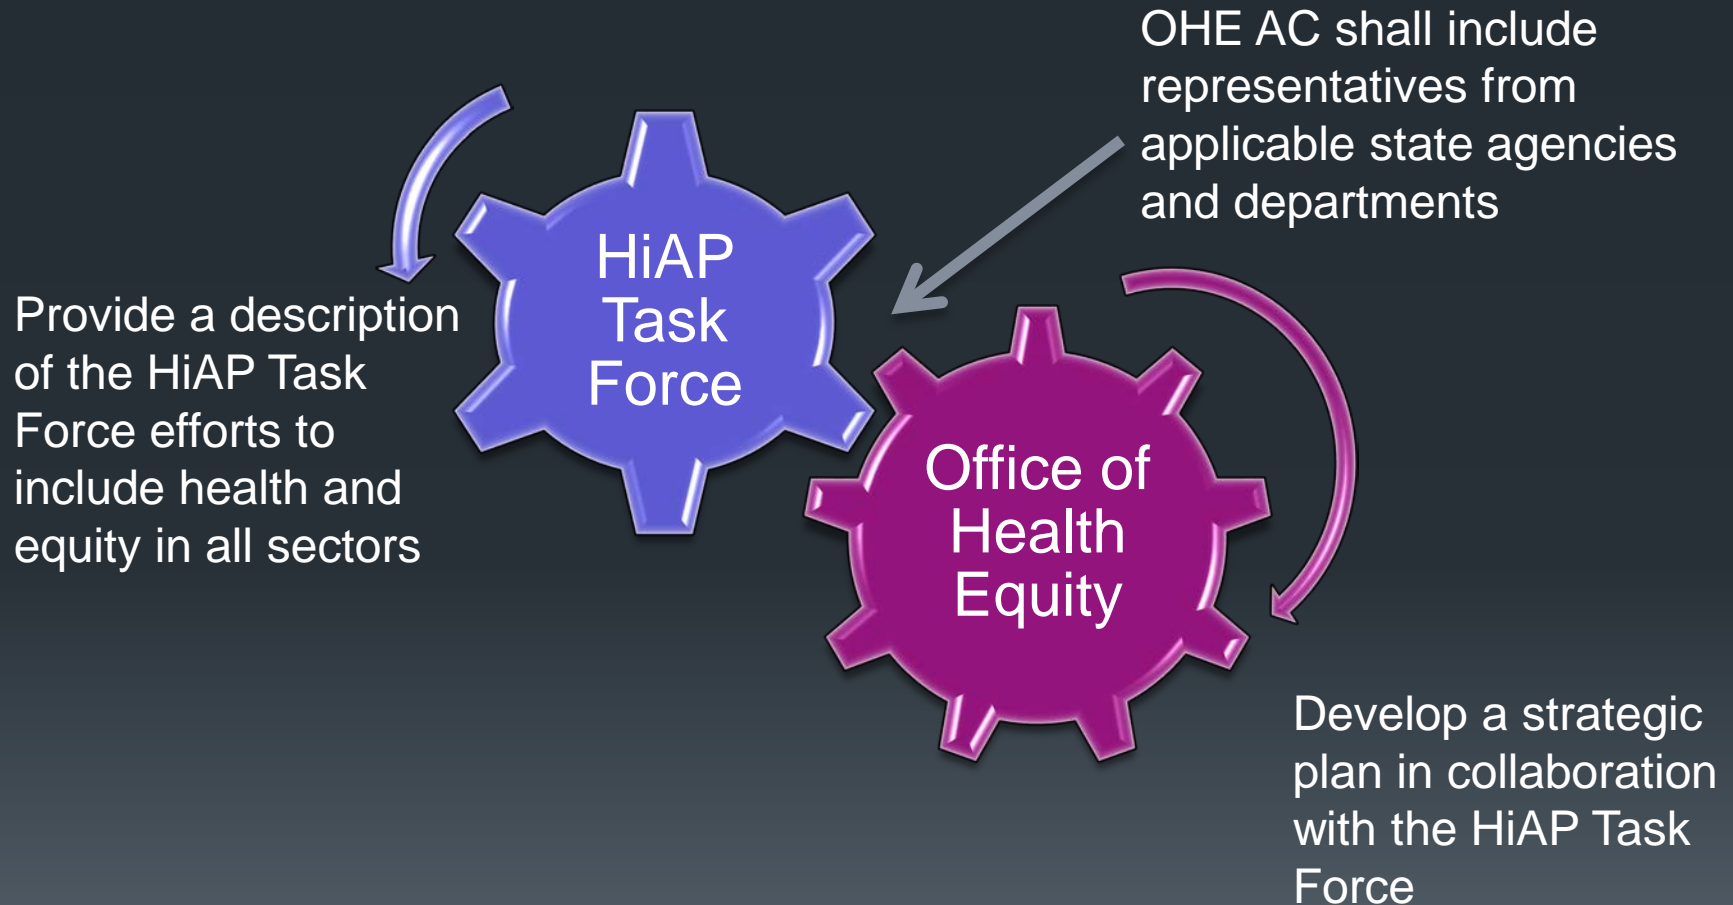 OHE AC shall include
representatives from
applicable state agencies
and departments
HiAP
Task
Force
Provide a description
of the HiAP Task
Force efforts to
include health and
equity in all sectors
Office of
Health
Equity
Develop a strategic
plan in collaboration
with the HiAP Task
Force